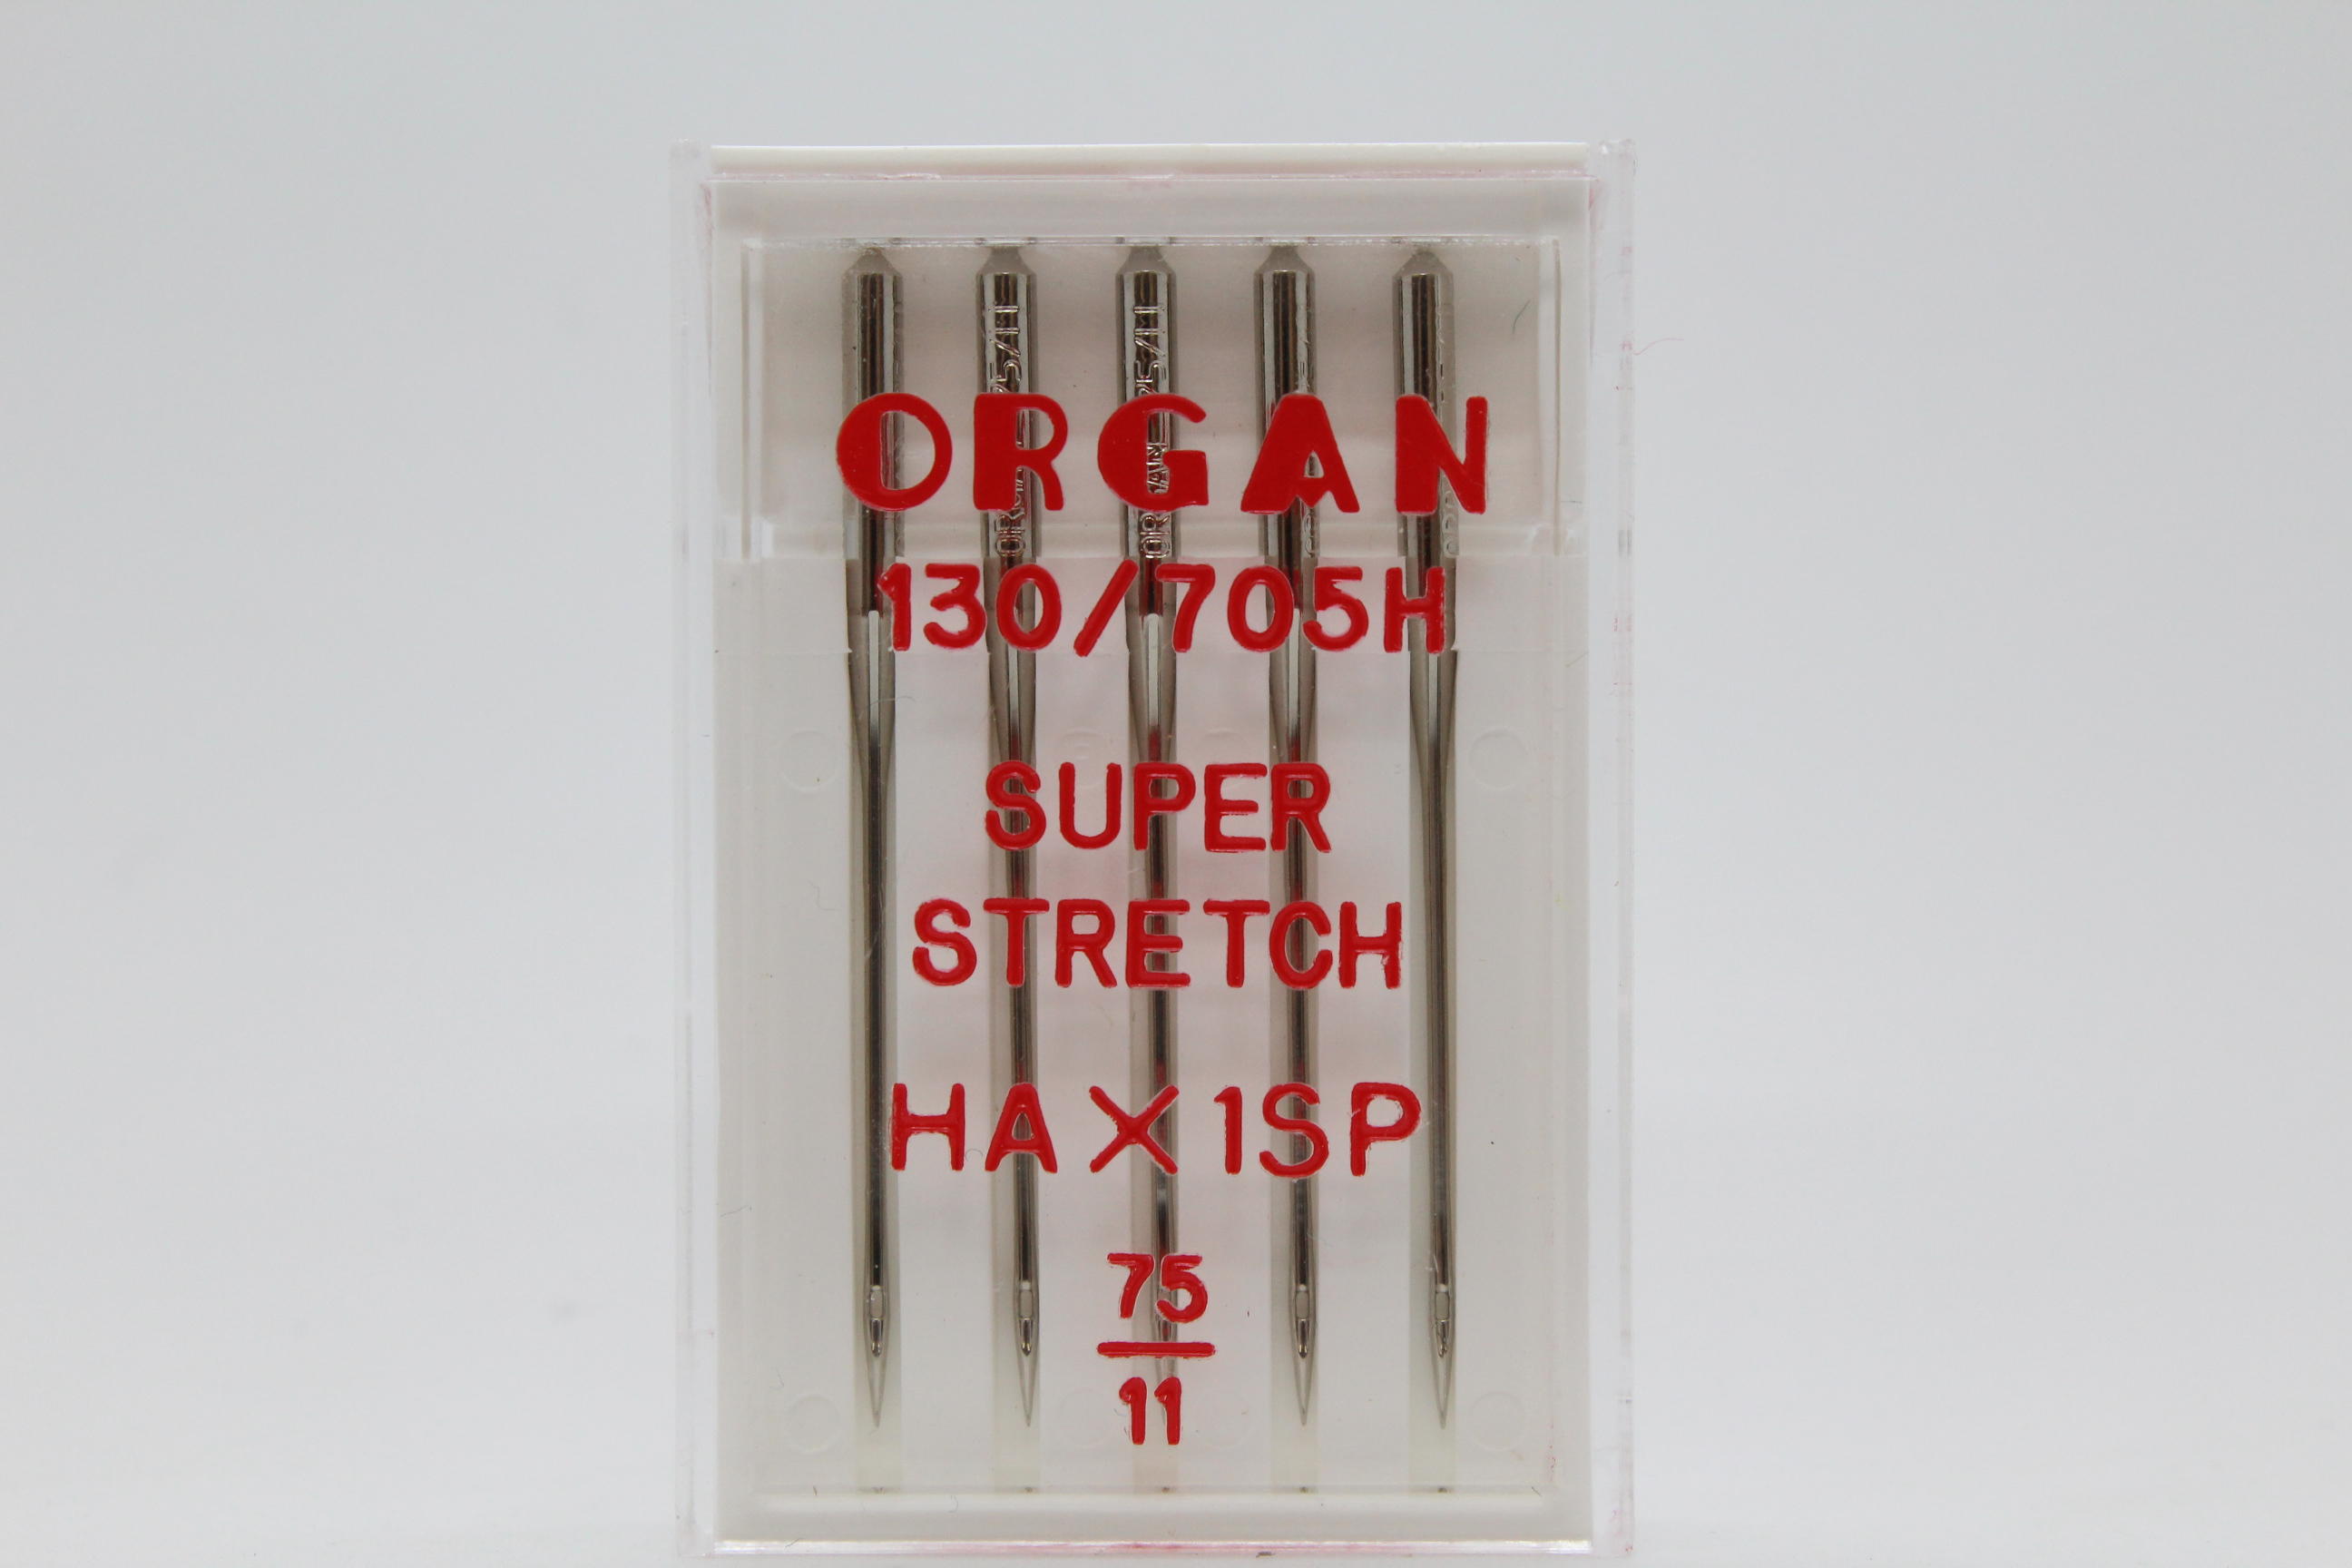 ORGAN
130/705H
SUPER
STRETCH
HA×1SP
75
11